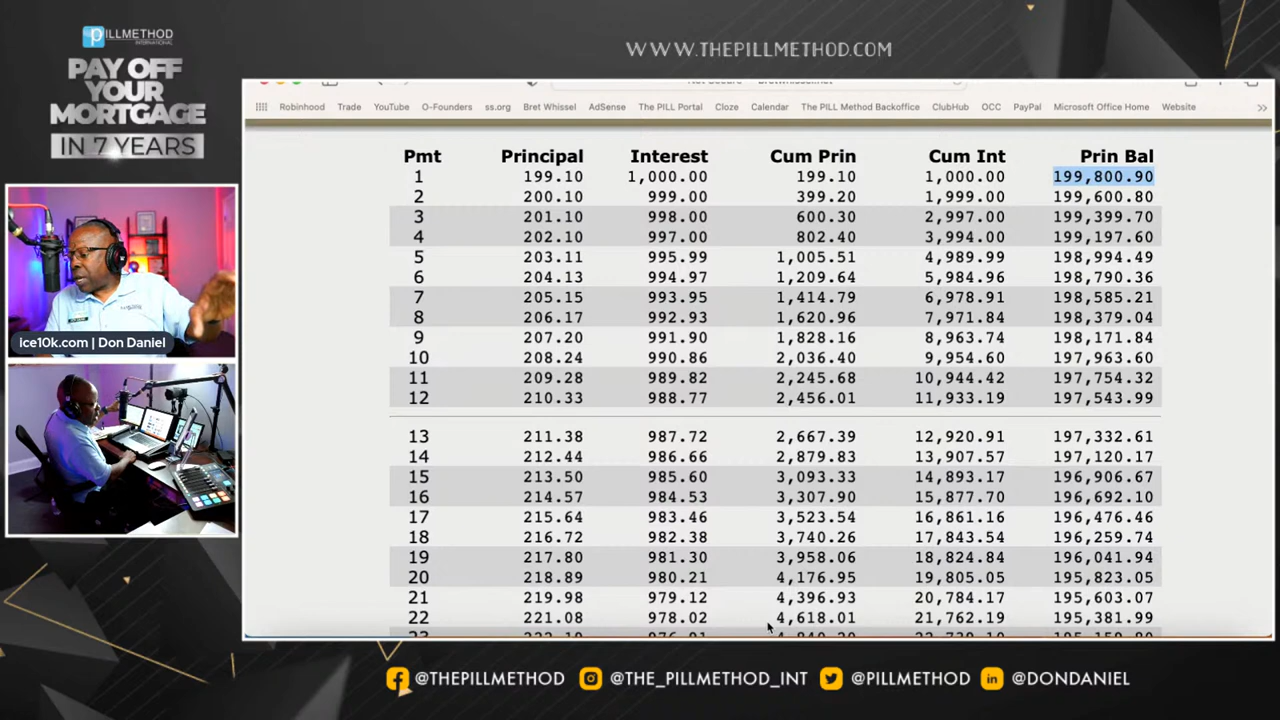 PILLMETHOD
INTERNATIONAL
PAY OFF
YOUR
MORTGAGE
IN 7 YEARS
WWW.THEPILLMETHOD.COM
Robinhood Trade YouTube O-Founders ss.org Bret Whissel AdSense The PILL Portal Cloze Calendar The PILL Method Backoffice ClubHub OCC PayPal Microsoft Office Home Website
Pmt Principal Interest Cum Prin Cum Int Prin Bal
1 199.10 1,000.00 199.10 1,000.00 199,800.90
2 200.10 999.00 399.20 1,999.00 199,600.80
3 201.10 998.00 600.30 2,997.00 199,399.70
4 202.10 997.00 802.40 3,994.00 199,197.60
5 203.11 995.99 1,005.51 4,989.99 198,994.49
6 204.13 994.97 1,209.64 5,984.96 198,790.36
7 205.15 993.95 1,414.79 6,978.91 198,585.21
8 206.17 992.93 1,620.96 7,971.84 198,379.04
9 207.20 991.90 1,828.16 8,963.74 198,171.84
10 208.24 990.86 2,036.40 9,954.60 197,963.60
11 209.28 989.82 2,245.68 10,944.42 197,754.32
12 210.33 988.77 2,456.01 11,933.19 197,543.99
13 211.38 987.72 2,667.39 12,920.91 197,332.61
14 212.44 986.66 2,879.83 13,907.57 197,120.17
15 213.50 985.60 3,093.33 14,893.17 196,906.67
16 214.57 984.53 3,307.90 15,877.70 196,692.10
17 215.64 983.46 3,523.54 16,861.16 196,476.46
18 216.72 982.38 3,740.26 17,843.54 196,259.74
19 217.80 981.30 3,958.06 18,824.84 196,041.94
20 218.89 980.21 4,176.95 19,805.05 195,823.05
21 219.98 979.12 4,396.93 20,784.17 195,603.07
22 221.08 978.02 4,618.01 21,762.19 195,381.99
ice10k.com | Don Daniel
@THEPILLMETHOD @THE_PILLMETHOD_INT @PILLMETHOD @DONDANIEL